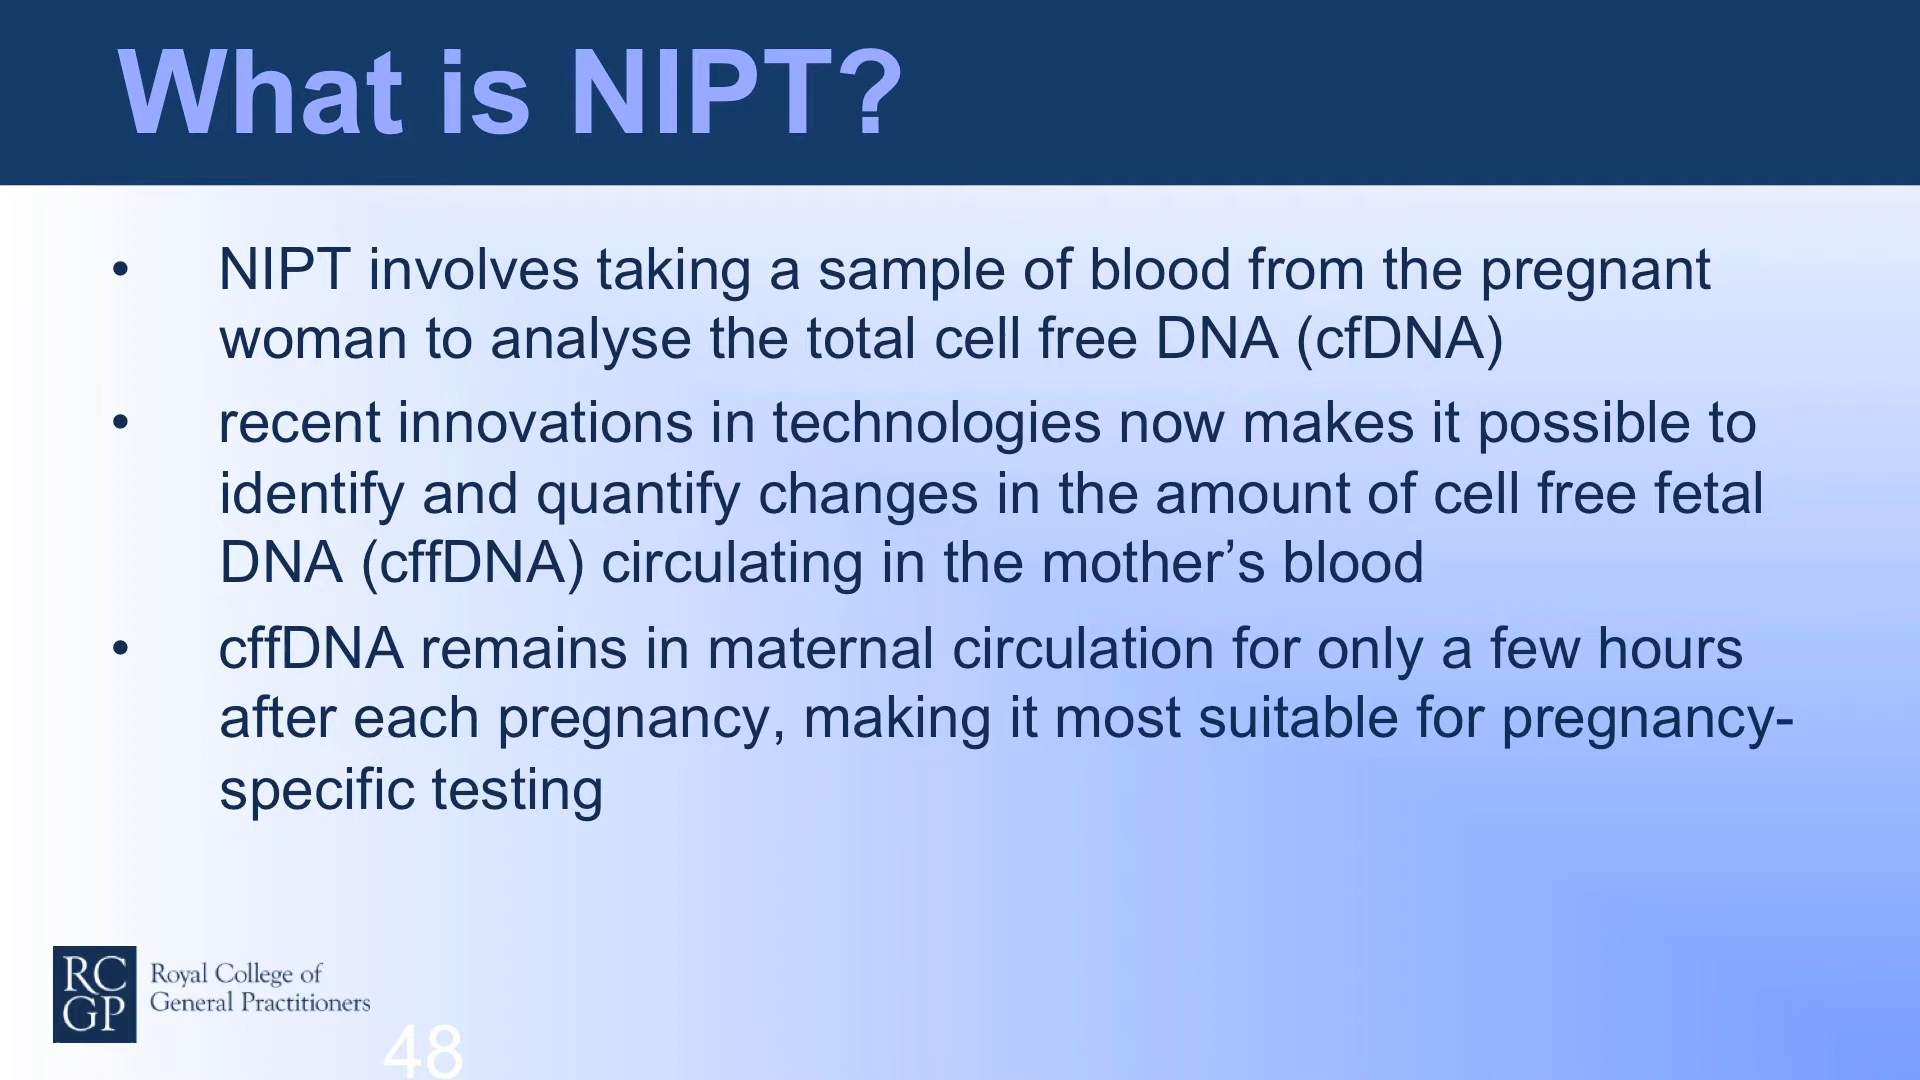 What is NIPT?
• NIPT involves taking a sample of blood from the pregnant
woman to analyse the total cell free DNA (cfDNA)
• recent innovations in technologies now makes it possible to
identify and quantify changes in the amount of cell free fetal
DNA (cffDNA) circulating in the mother’s blood
• cffDNA remains in maternal circulation for only a few hours
after each pregnancy, making it most suitable for pregnancy-
specific testing
RC
GP
Royal College of
General Practitioners
48